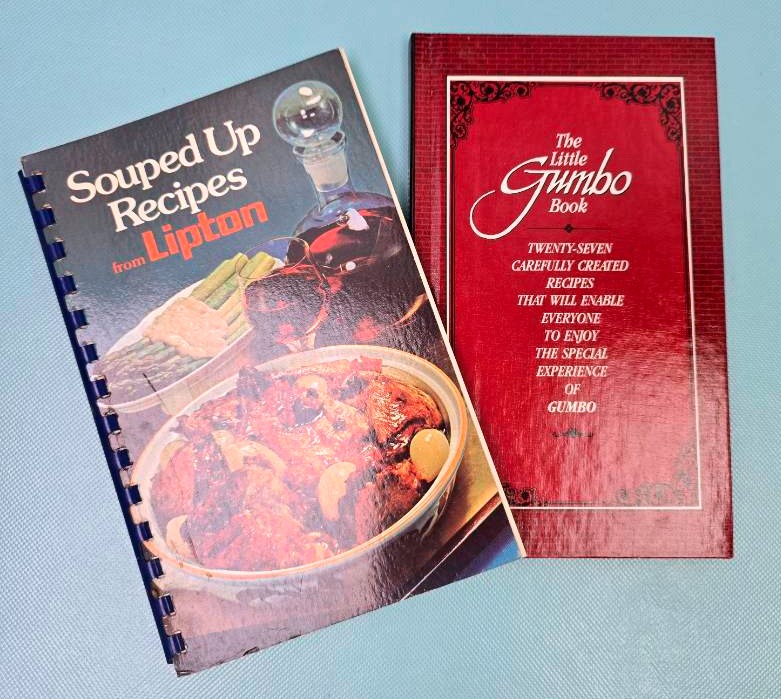 Souped Up
Recipes
from Lipton
The
Little
Gumbo
Book
TWENTY-SEVEN
CAREFULLY CREATED
RECIPES
THAT WILL ENABLE
EVERYONE
TO ENJOY
THE SPECIAL
EXPERIENCE
OF
GUMBO